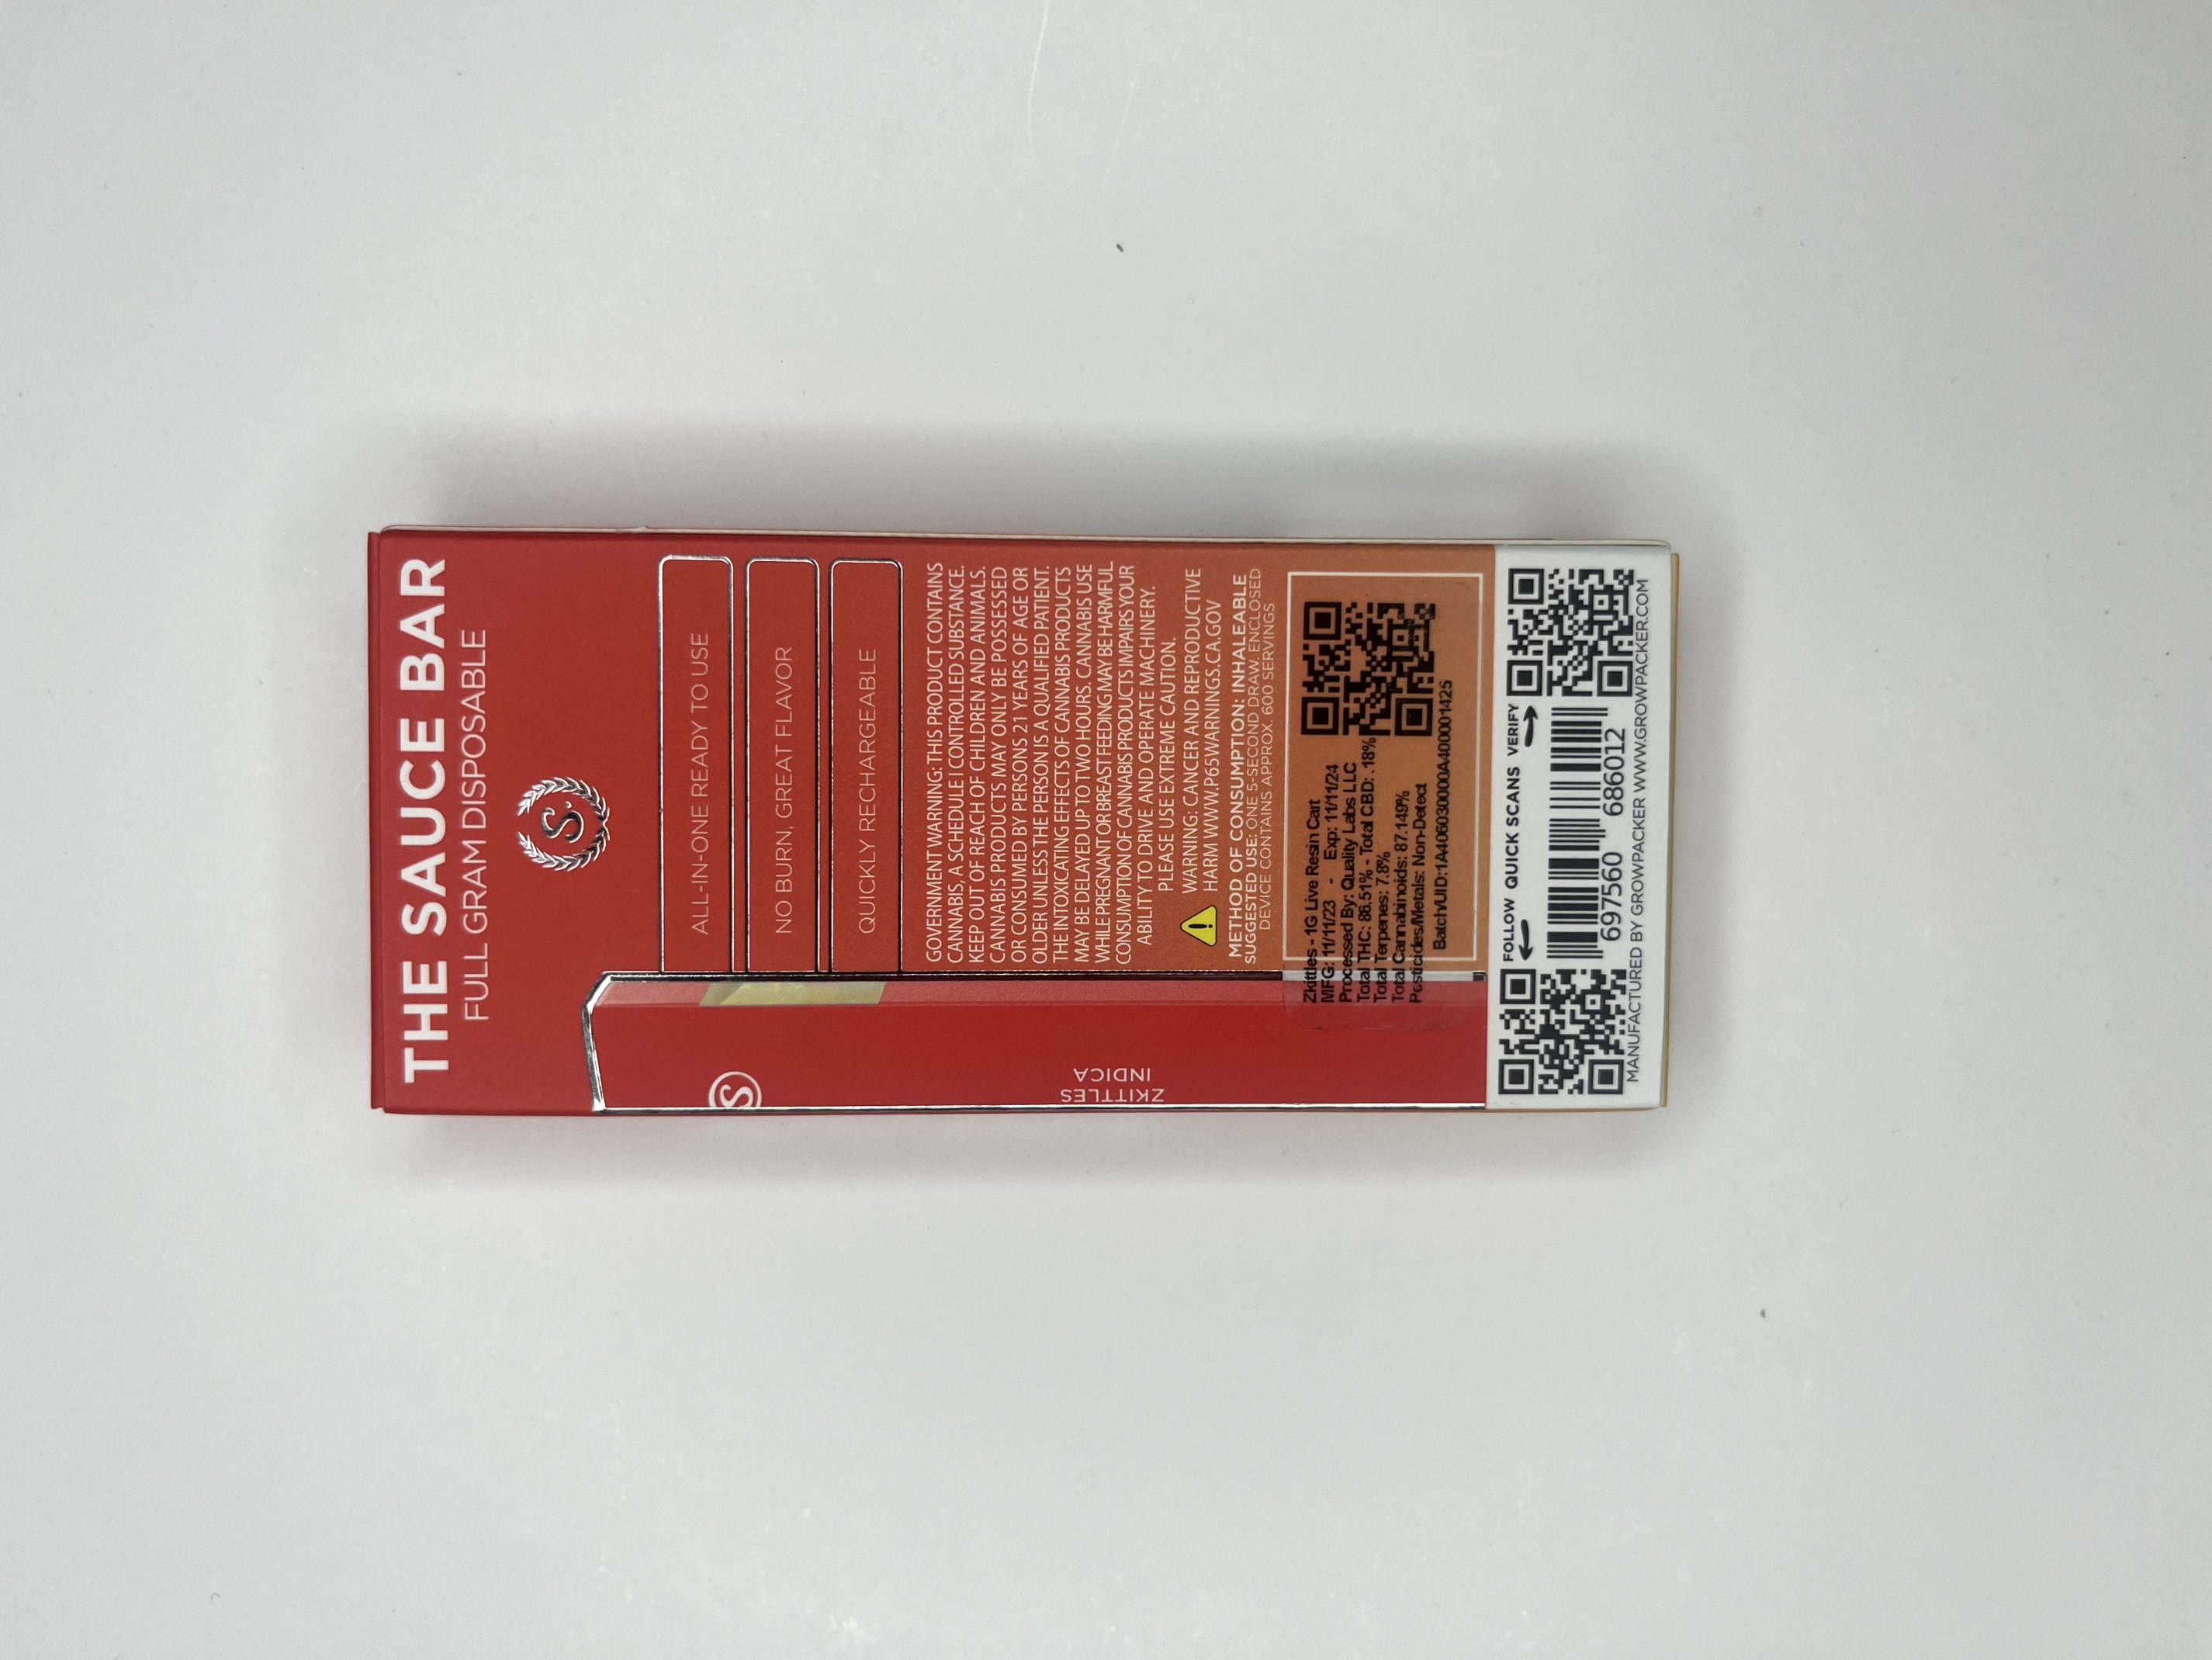 THE SAUCE BAR
FULL GRAM DISPOSABLE
S.
ALL-IN-ONE READY TO USE
NO BURN, GREAT FLAVOR
QUICKLY RECHARGEABLE
S
ZKITTLES
INDICA
GOVERNMENT WARNING: THIS PRODUCT CONTAINS
CANNABIS, A SCHEDULE I CONTROLLED SUBSTANCE.
KEEP OUT OF REACH OF CHILDREN AND ANIMALS.
CANNABIS PRODUCTS MAY ONLY BE POSSESSED
OR CONSUMED BY PERSONS 21 YEARS OF AGE OR
OLDER UNLESS THE PERSON IS A QUALIFIED PATIENT.
THE INTOXICATING EFFECTS OF CANNABIS PRODUCTS
MAY BE DELAYED UP TO TWO HOURS. CANNABIS USE
WHILE PREGNANT OR BREAST FEEDING MAY BE HARMFUL.
CONSUMPTION OF CANNABIS PRODUCTS IMPAIRS YOUR
ABILITY TO DRIVE AND OPERATE MACHINERY.
PLEASE USE EXTREME CAUTION.
WARNING: CANCER AND REPRODUCTIVE
HARM WWW.P65WARNINGS.CA.GOV
METHOD OF CONSUMPTION: INHALEABLE
SUGGESTED USE: ONE 5-SECOND DRAW. ENCLOSED
DEVICE CONTAINS APPROX. 600 SERVINGS
Zkittles - 1G Live Resin Cart
MFG: 11/11/23 - Exp: 11/11/24
Processed By: Quality Labs LLC
Total THC: 86.51% - Total CBD: .18%
Total Terpenes: 7.8%
Total Cannabinoids: 87.149%
Pesticides/Metals: Non-Detect
Batch/UID:1A406030000A400001425
FOLLOW QUICK SCANS VERIFY
697560 686012
MANUFACTURED BY GROWPACKER WWW.GROWPACKER.COM